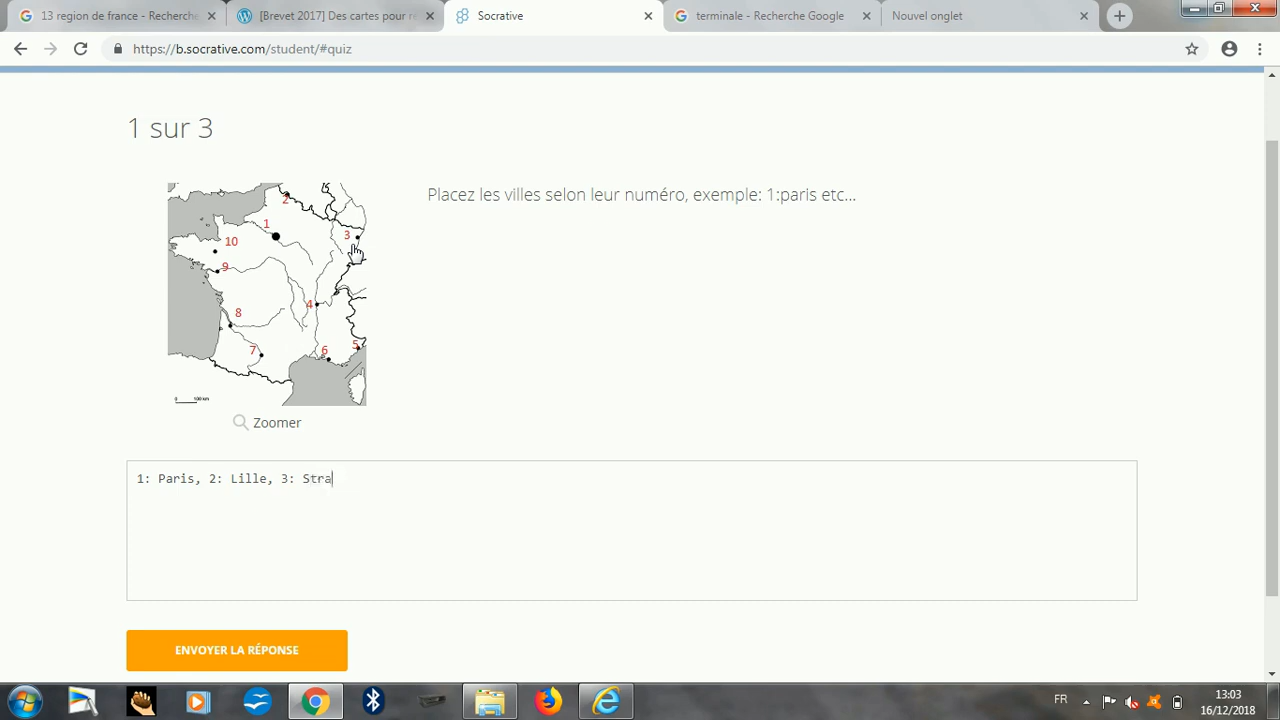 13 region de france - Recherche
[Brevet 2017] Des cartes pour r
Socrative
terminale - Recherche Google
Nouvel onglet
https://b.socrative.com/student/#quiz
1 sur 3
Placez les villes selon leur numéro, exemple: 1:paris etc...
2
1
3
10
9
4
8
7
6
5
0 100 km
Zoomer
1: Paris, 2: Lille, 3: Stra
ENVOYER LA RÉPONSE
FR
13:03
16/12/2018